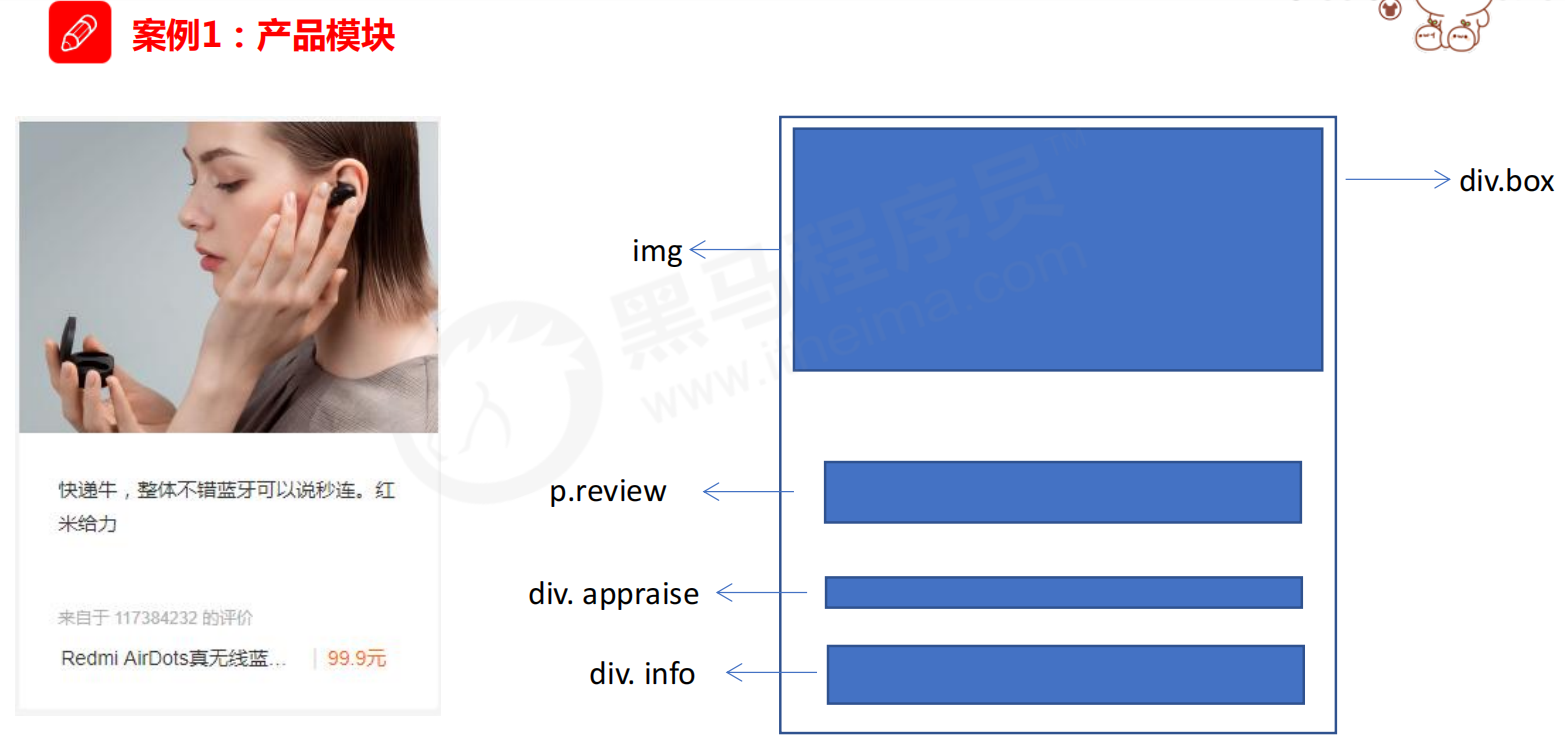 案例1：产品模块
div.box
img
黑马程序员™
www.itheima.com
快递牛，整体不错蓝牙可以说秒连。红
米给力
p.review
div. appraise
来自于 117384232 的评价
Redmi AirDots真无线蓝... | 99.9元
div. info